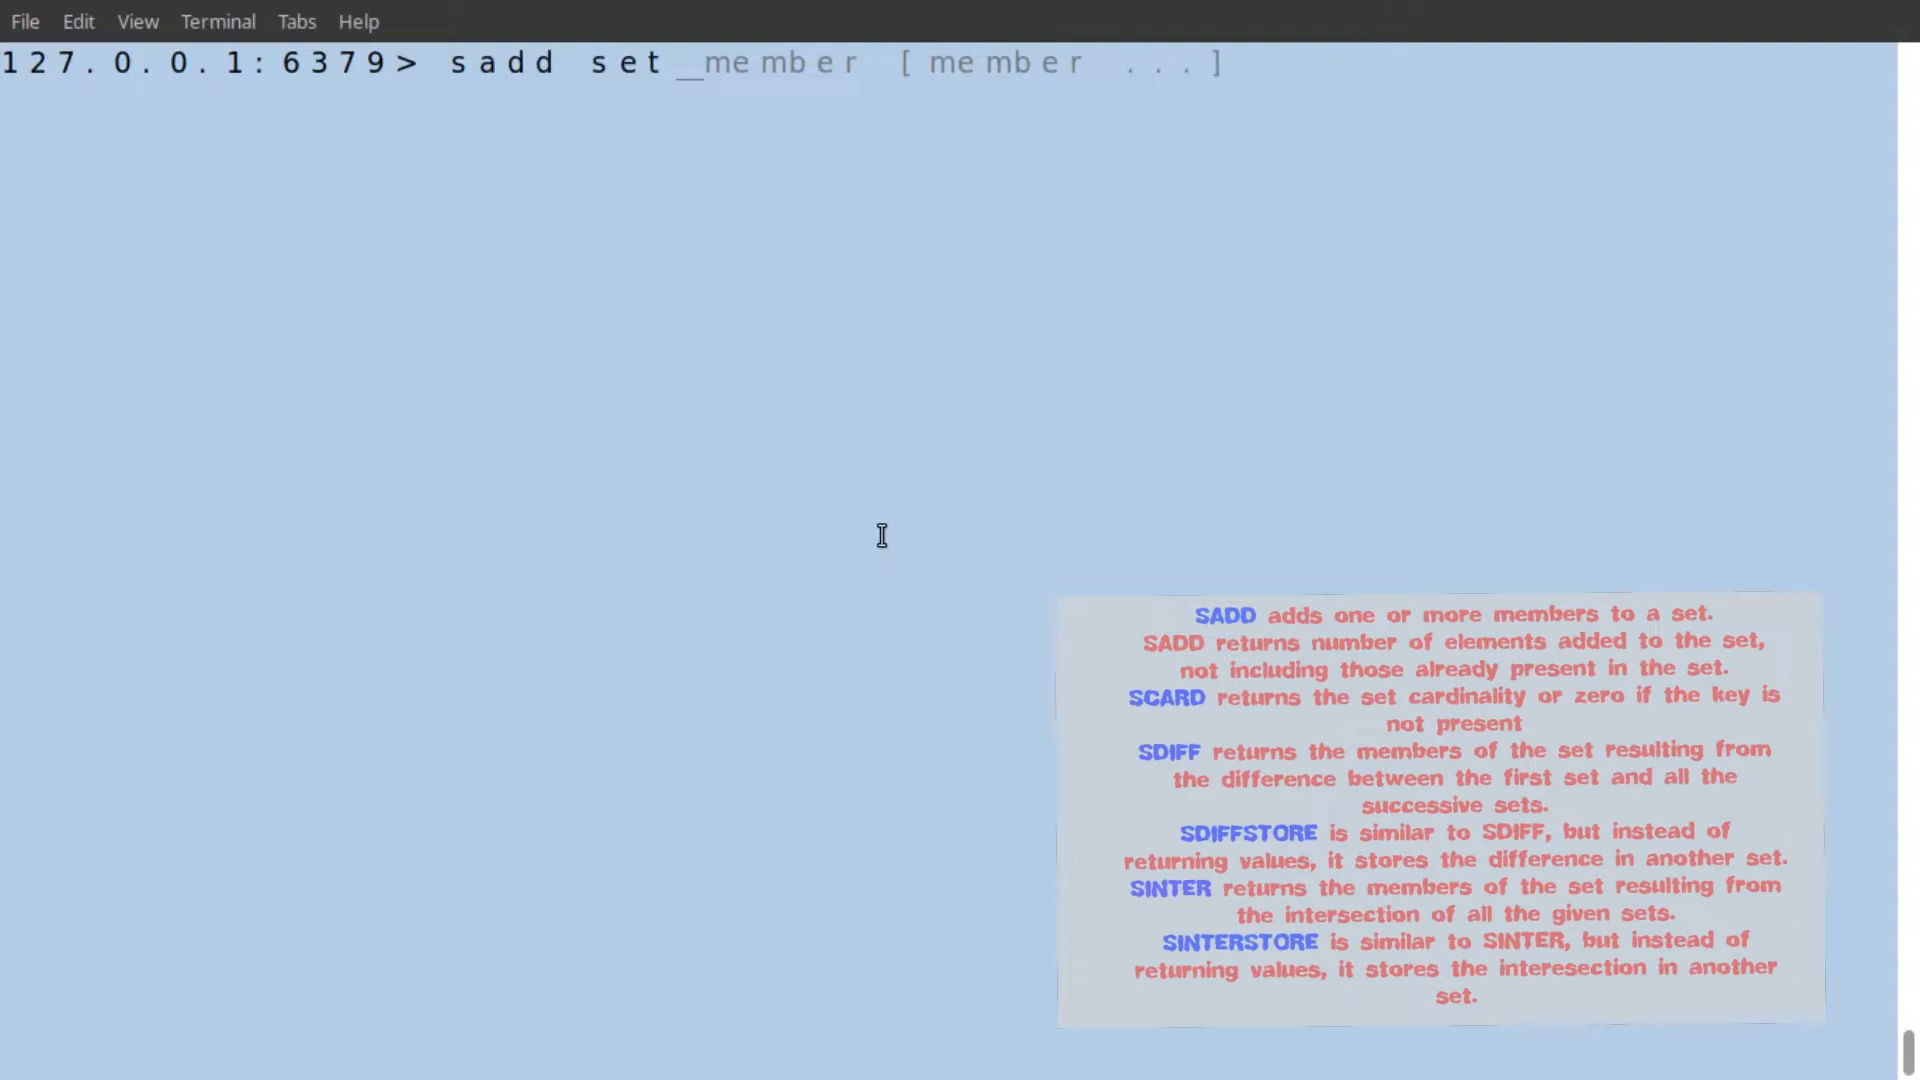 File Edit View Terminal Tabs Help
127.0.0.1:6379> sadd set member [member ...]
SADD adds one or more members to a set.
SADD returns number of elements added to the set,
not including those already present in the set.
SCARD returns the set cardinality or zero if the key is
not present
SDIFF returns the members of the set resulting from
the difference between the first set and all the
successive sets.
SDIFFSTORE is similar to SDIFF, but instead of
returning values, it stores the difference in another set.
SINTER returns the members of the set resulting from
the intersection of all the given sets.
SINTERSTORE is similar to SINTER, but instead of
returning values, it stores the interesection in another
set.